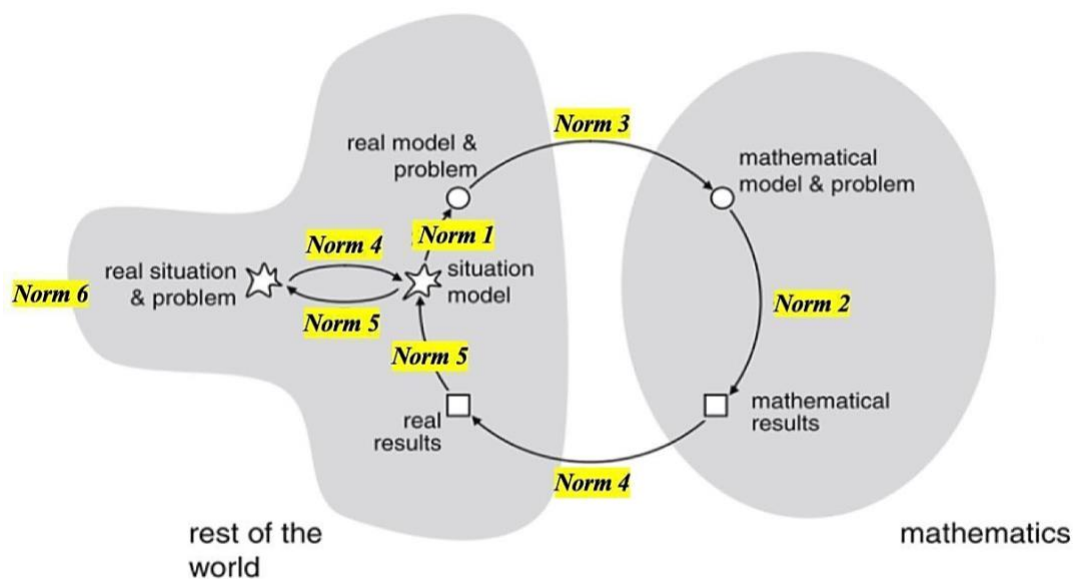 Norm 3
real model &
problem
mathematical
model & problem
Norm 4
Norm 1
real situation
& problem
situation
model
Norm 6
Norm 5
Norm 2
Norm 5
real
results
mathematical
results
Norm 4
rest of the
world
mathematics